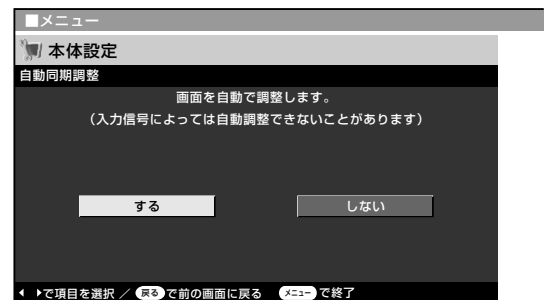 ■メニュー
本体設定
自動同期調整
画面を自動で調整します。
（入力信号によっては自動調整できないことがあります）
する
しない
で項目を選択 ／ 戻る で前の画面に戻る メニュー で終了